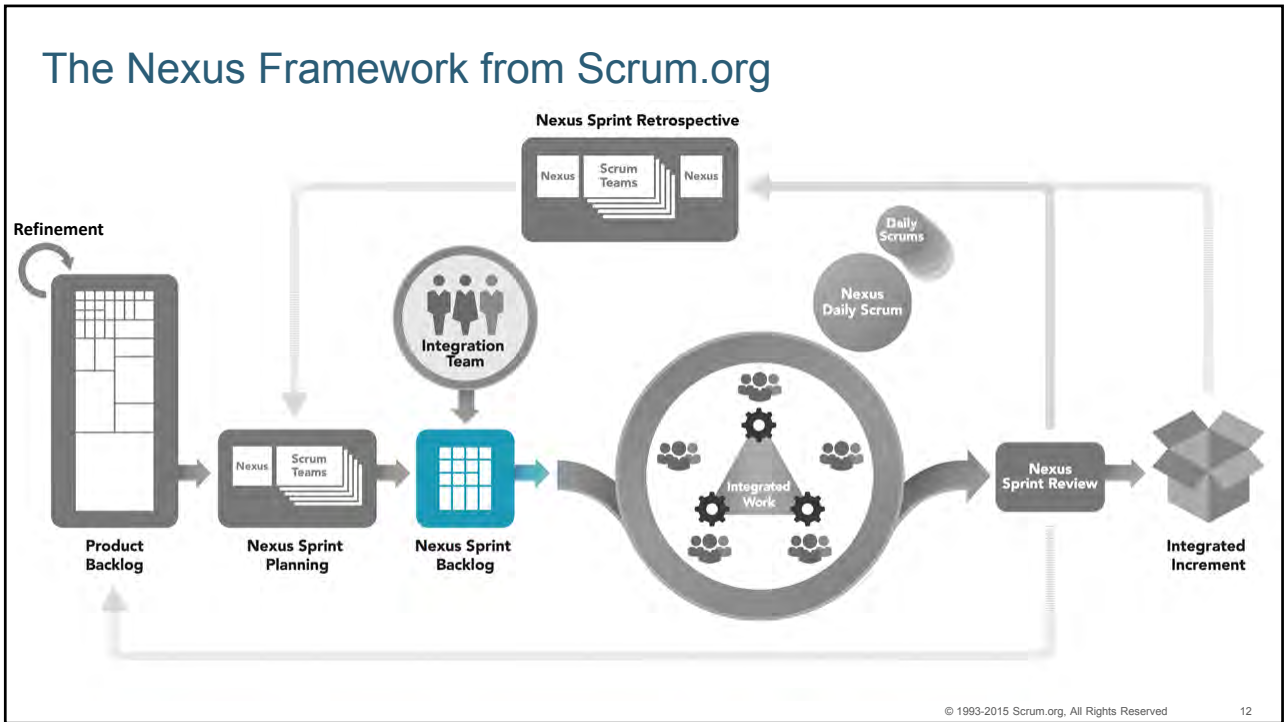 The Nexus Framework from Scrum.org
Nexus Sprint Retrospective
Nexus
Scrum
Teams
Nexus
Refinement
Daily
Scrums
Nexus
Daily Scrum
Integration
Team
Nexus
Scrum
Teams
Integrated
Work
Nexus
Sprint Review
Product
Backlog
Nexus Sprint
Planning
Nexus Sprint
Backlog
Integrated
Increment
© 1993-2015 Scrum.org, All Rights Reserved
12